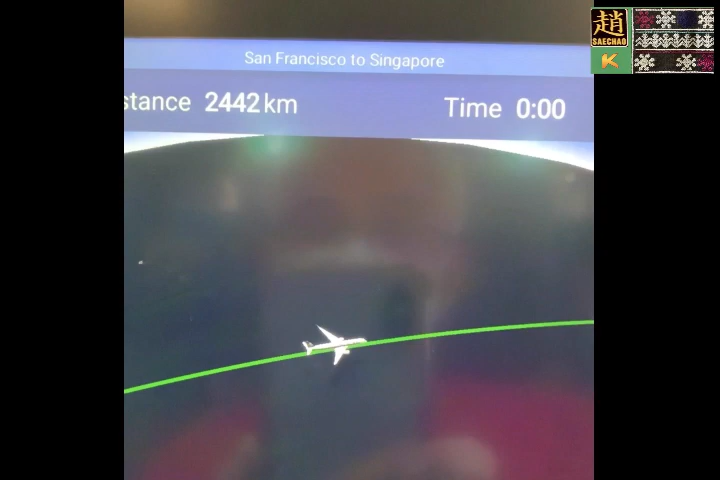 San Francisco to Singapore
stance 2442 km
Time 0:00
趙
SAECHAO
K